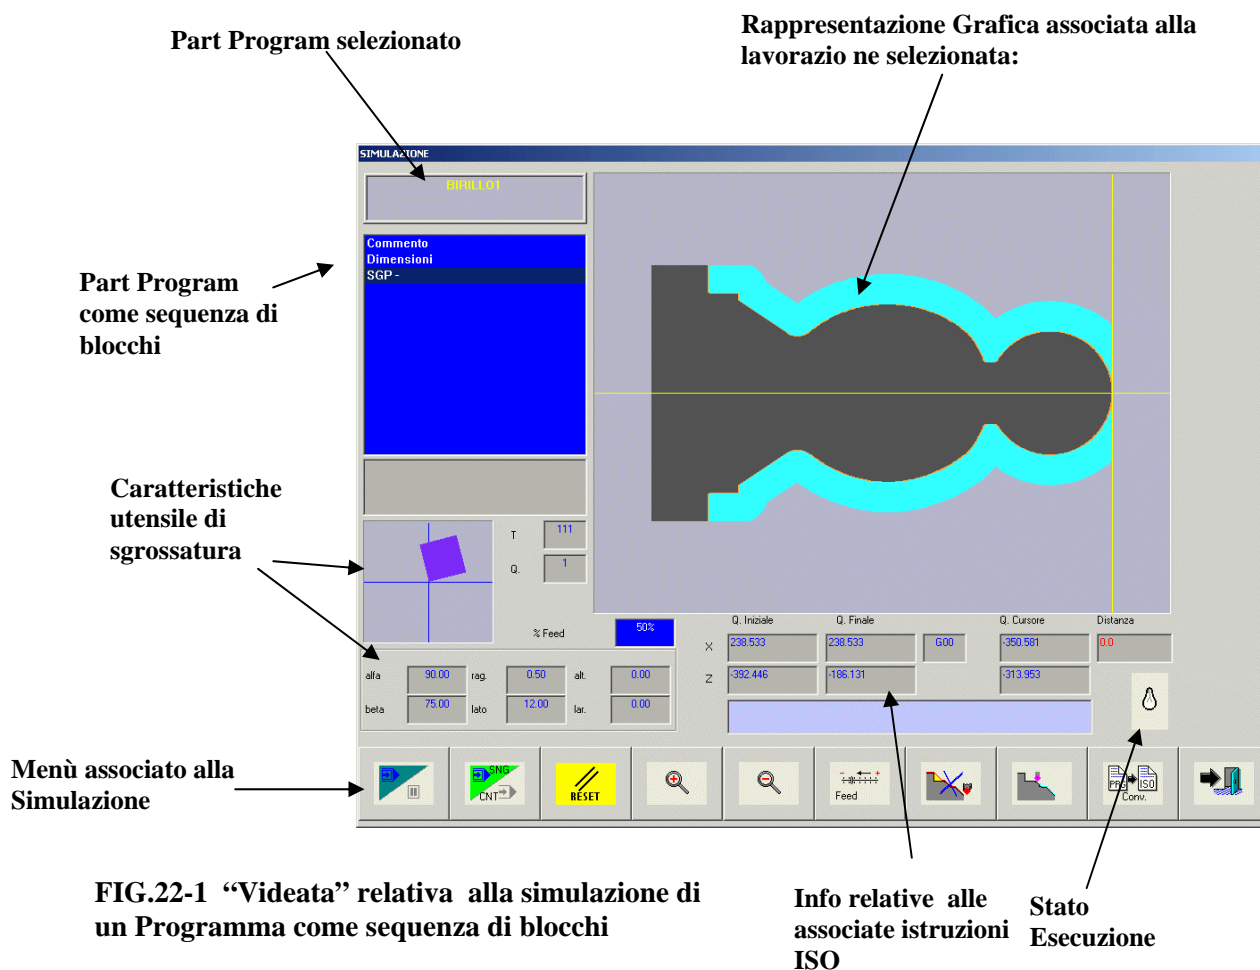 Part Program selezionato
Rappresentazione Grafica associata alla
lavorazio ne selezionata:
SIMULAZIONE
BIRILLO1
Commento
Dimensioni
SGP -
Part Program
come sequenza di
blocchi
Caratteristiche
utensile di
sgrossatura
T 111
Q. 1
% Feed 50%
Q. Iniziale Q. Finale Q. Cursore Distanza
X 238.533 238.533 G00 -350.581 0.0
Z -392.446 -186.131 -313.953
alfa 90.00 rag. 0.50 alt. 0.00
beta 75.00 lato 12.00 lar. 0.00
Menù associato alla
Simulazione
SNG
CNT
RESET
- +
Feed
PRG ISO
Conv.
FIG.22-1 “Videata” relativa alla simulazione di
un Programma come sequenza di blocchi
Info relative alle
associate istruzioni
ISO
Stato
Esecuzione